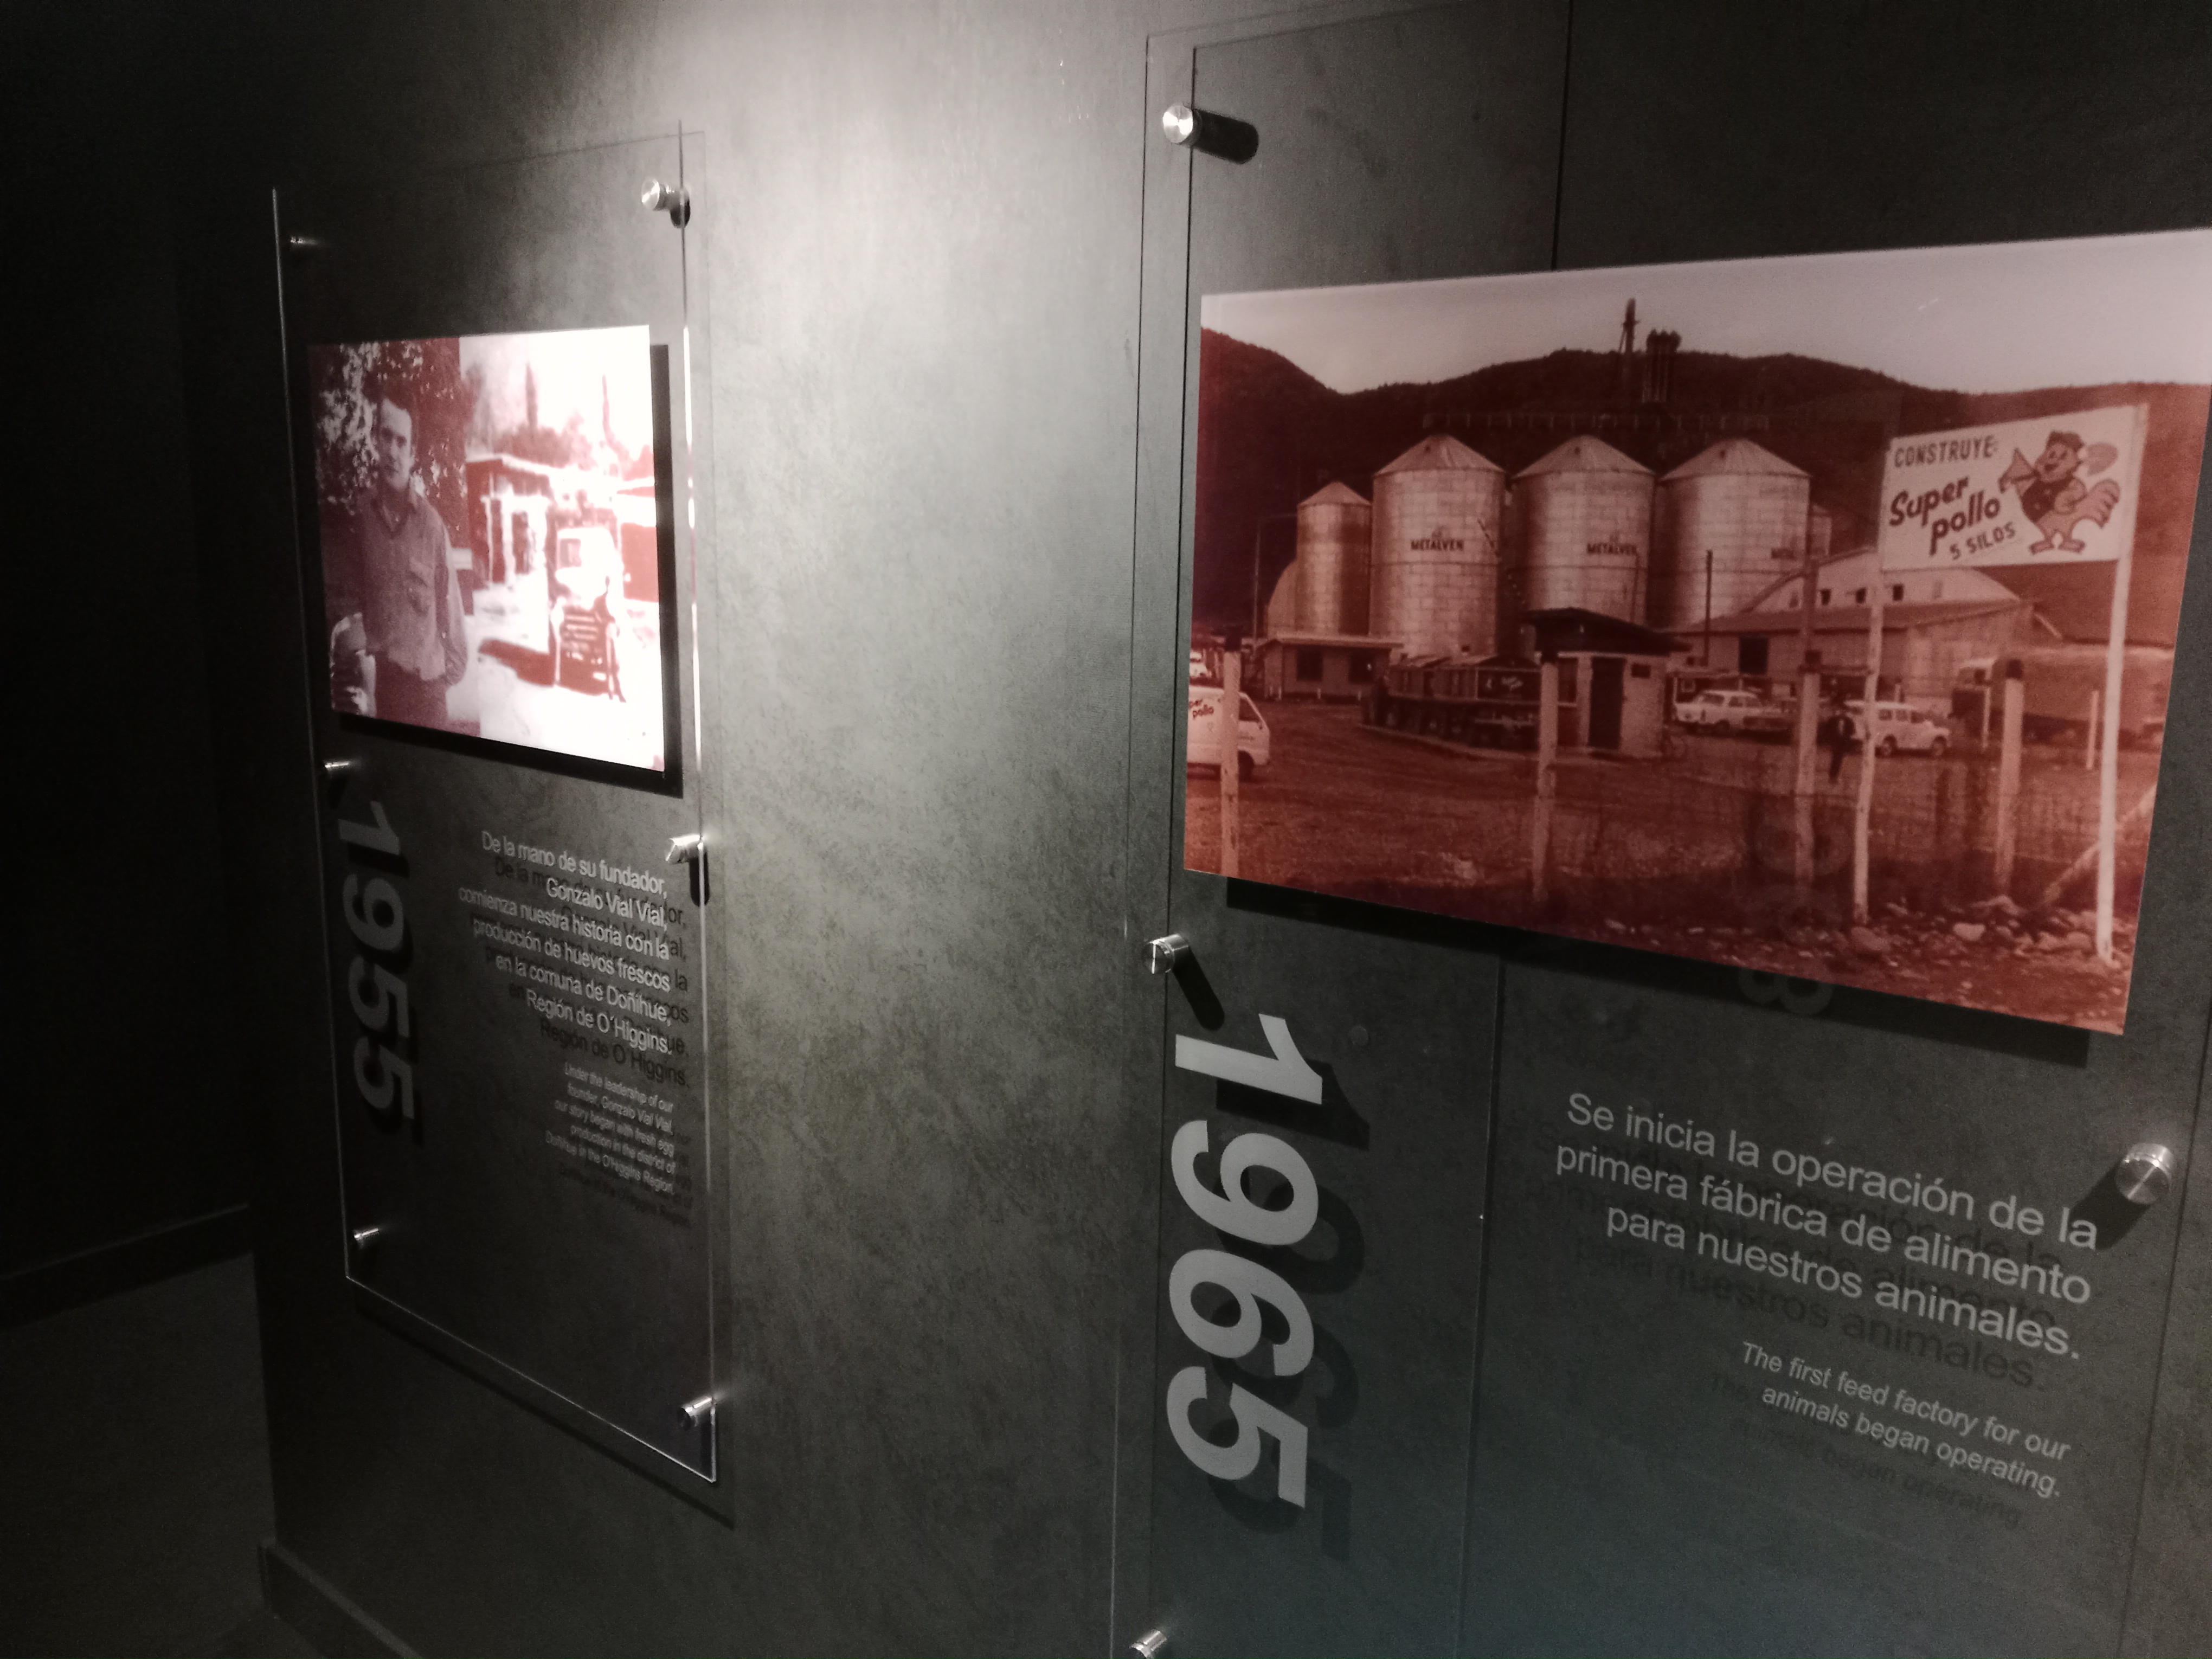 1955
De la mano de su fundador,
Gonzalo Vial Vial,
comienza nuestra historia con la
producción de huevos frescos
en la comuna de Doñihue,
Región de O´Higgins.
Under the leadership of our
founder, Gonzalo Vial Vial,
our story began with fresh egg
production in the district of
Doñihue in the O'Higgins Region.
METALVEN
METALVEN
CONSTRUYE:
Super
pollo
5 SILOS
pollo
1965
Se inicia la operación de la
primera fábrica de alimento
para nuestros animales.
The first feed factory for our
animals began operating.